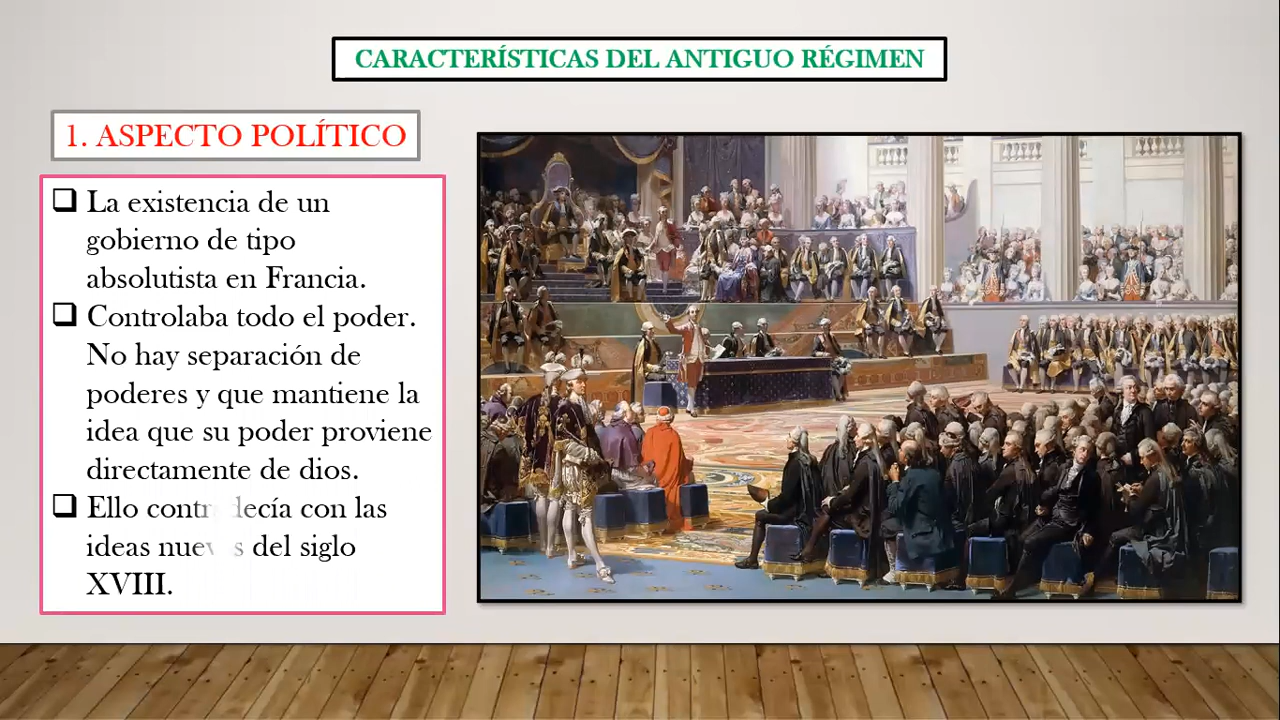 CARACTERÍSTICAS DEL ANTIGUO RÉGIMEN
1. ASPECTO POLÍTICO
La existencia de un
gobierno de tipo
absolutista en Francia.
Controlaba todo el poder.
No hay separación de
poderes y que mantiene la
idea que su poder proviene
directamente de dios.
Ello contradecía con las
ideas nuevas del siglo
XVIII.